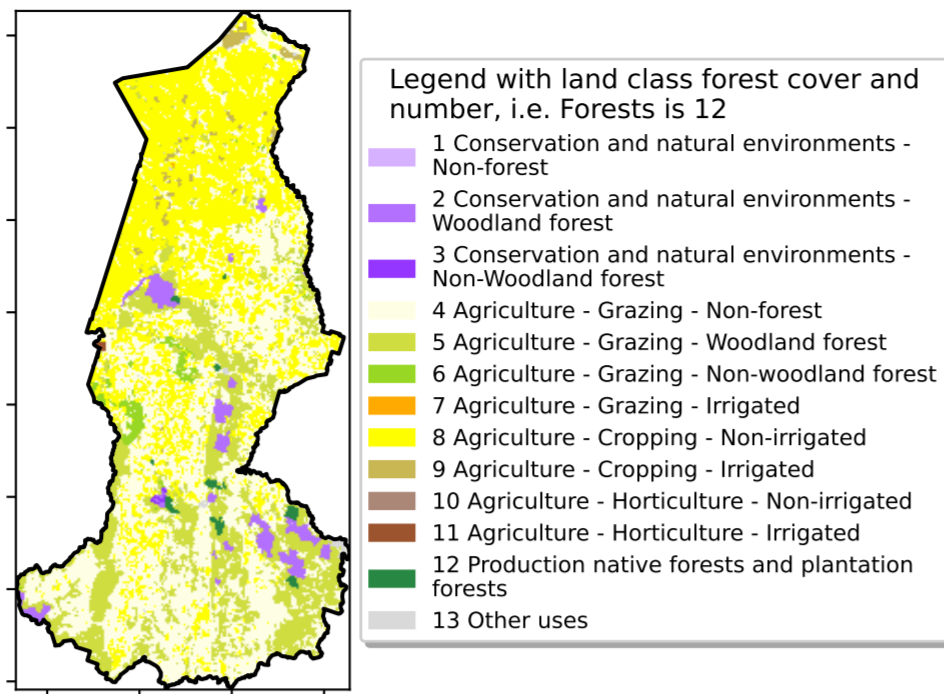 Legend with land class forest cover and
number, i.e. Forests is 12
1 Conservation and natural environments -
Non-forest
2 Conservation and natural environments -
Woodland forest
3 Conservation and natural environments -
Non-Woodland forest
4 Agriculture - Grazing - Non-forest
5 Agriculture - Grazing - Woodland forest
6 Agriculture - Grazing - Non-woodland forest
7 Agriculture - Grazing - Irrigated
8 Agriculture - Cropping - Non-irrigated
9 Agriculture - Cropping - Irrigated
10 Agriculture - Horticulture - Non-irrigated
11 Agriculture - Horticulture - Irrigated
12 Production native forests and plantation
forests
13 Other uses